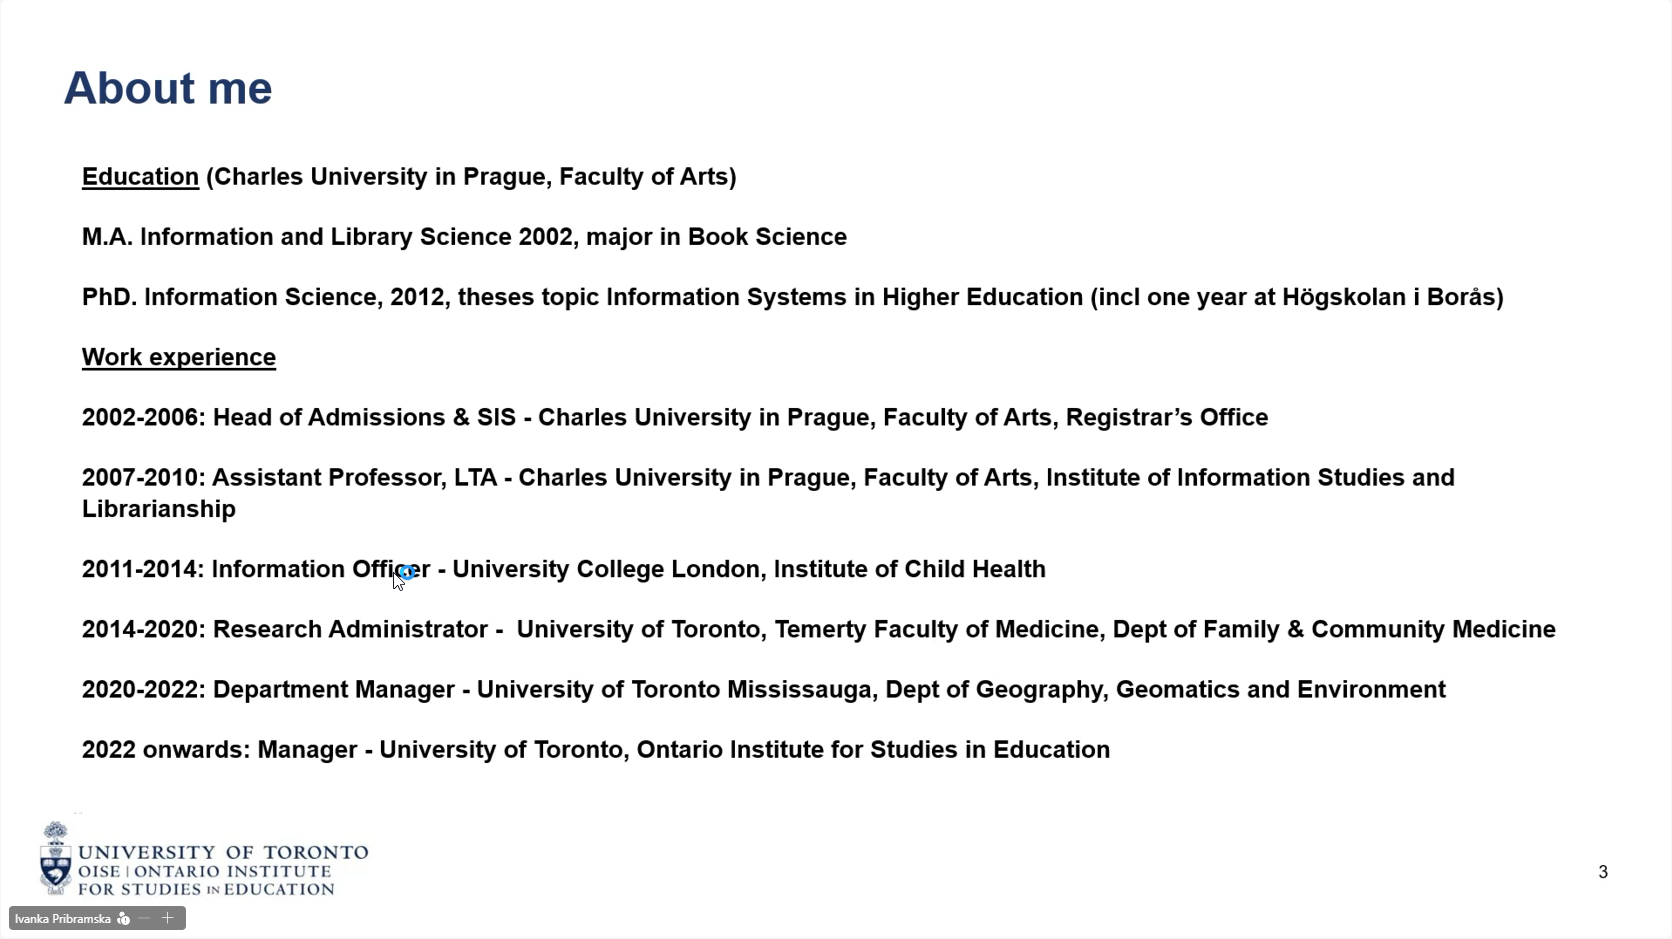 About me
Education (Charles University in Prague, Faculty of Arts)
M.A. Information and Library Science 2002, major in Book Science
PhD. Information Science, 2012, theses topic Information Systems in Higher Education (incl one year at Högskolan i Borås)
Work experience
2002-2006: Head of Admissions & SIS - Charles University in Prague, Faculty of Arts, Registrar’s Office
2007-2010: Assistant Professor, LTA - Charles University in Prague, Faculty of Arts, Institute of Information Studies and
Librarianship
2011-2014: Information Officer - University College London, Institute of Child Health
2014-2020: Research Administrator -  University of Toronto, Temerty Faculty of Medicine, Dept of Family & Community Medicine
2020-2022: Department Manager - University of Toronto Mississauga, Dept of Geography, Geomatics and Environment
2022 onwards: Manager - University of Toronto, Ontario Institute for Studies in Education
UNIVERSITY OF TORONTO
OISE | ONTARIO INSTITUTE
FOR STUDIES IN EDUCATION
3
Ivanka Pribramska